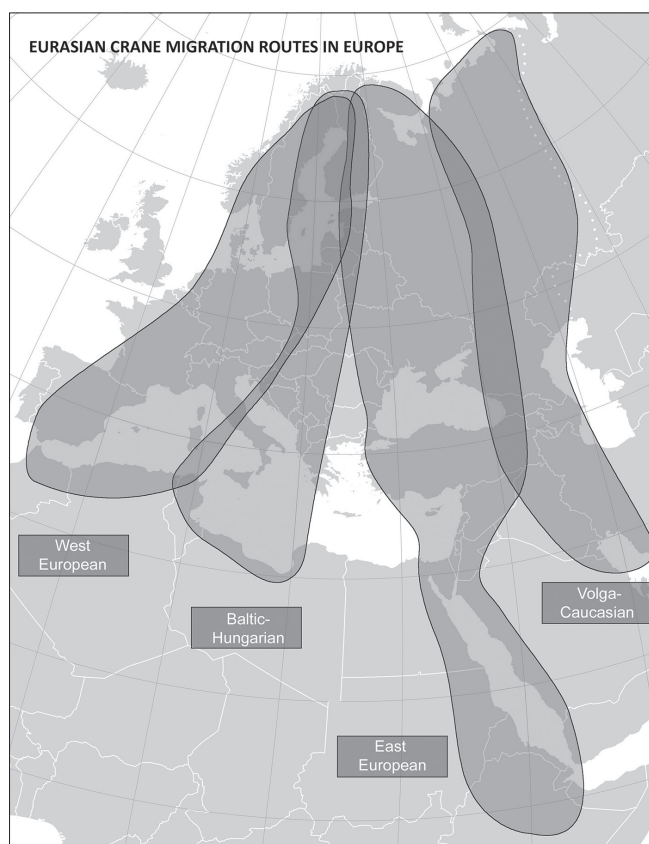 EURASIAN CRANE MIGRATION ROUTES IN EUROPE
West
European
Baltic-
Hungarian
Volga-
Caucasian
East
European